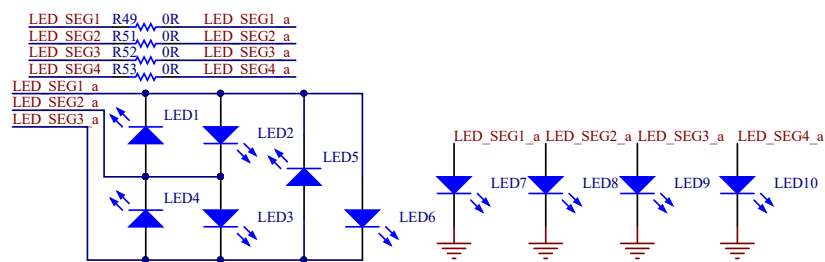 LED_SEG1 R49 0R LED_SEG1_a
LED_SEG2 R51 0R LED_SEG2_a
LED_SEG3 R52 0R LED_SEG3_a
LED_SEG4 R53 0R LED_SEG4_a
LED_SEG1_a
LED_SEG2_a
LED_SEG3_a
LED1 LED2 LED5
LED4 LED3 LED6
LED_SEG1_a LED_SEG2_a LED_SEG3_a LED_SEG4_a
LED7 LED8 LED9 LED10